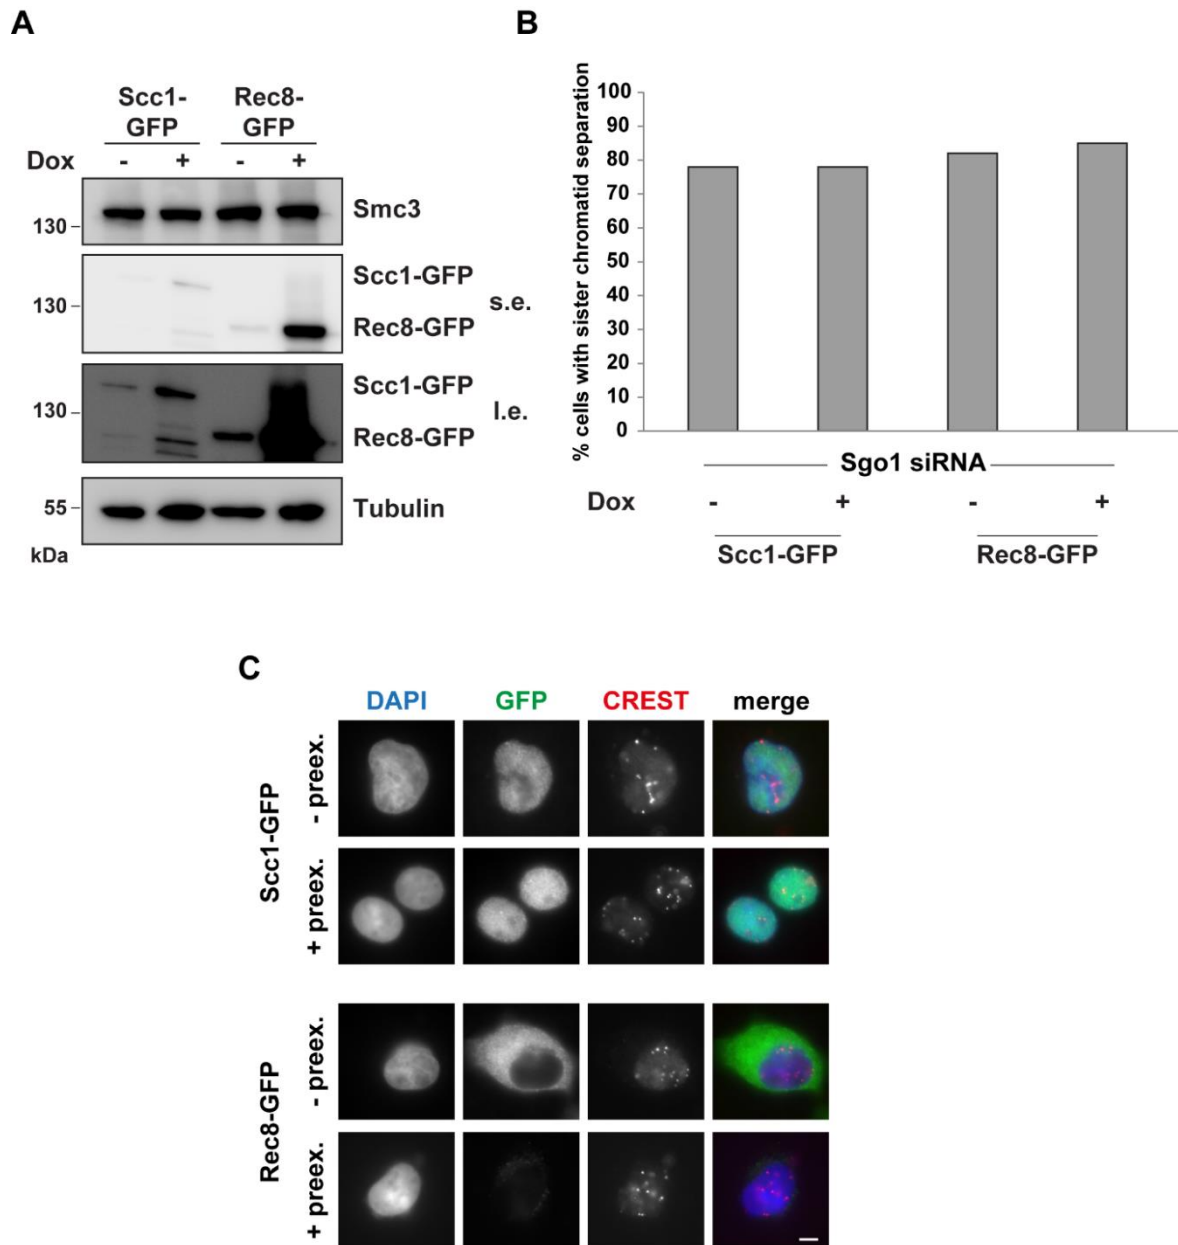 A
Scc1-
GFP
Rec8-
GFP
Dox - + - +
130
Smc3
130
Scc1-GFP
Rec8-GFP
s.e.
130
Scc1-GFP
Rec8-GFP
l.e.
55
Tubulin
kDa
B
% cells with sister chromatid separation
100
90
80
70
60
50
40
30
20
10
0
Sgo1 siRNA
Dox - + - +
Scc1-GFP Rec8-GFP
C
DAPI GFP CREST merge
Scc1-GFP
- preex.
+ preex.
Rec8-GFP
- preex.
+ preex.